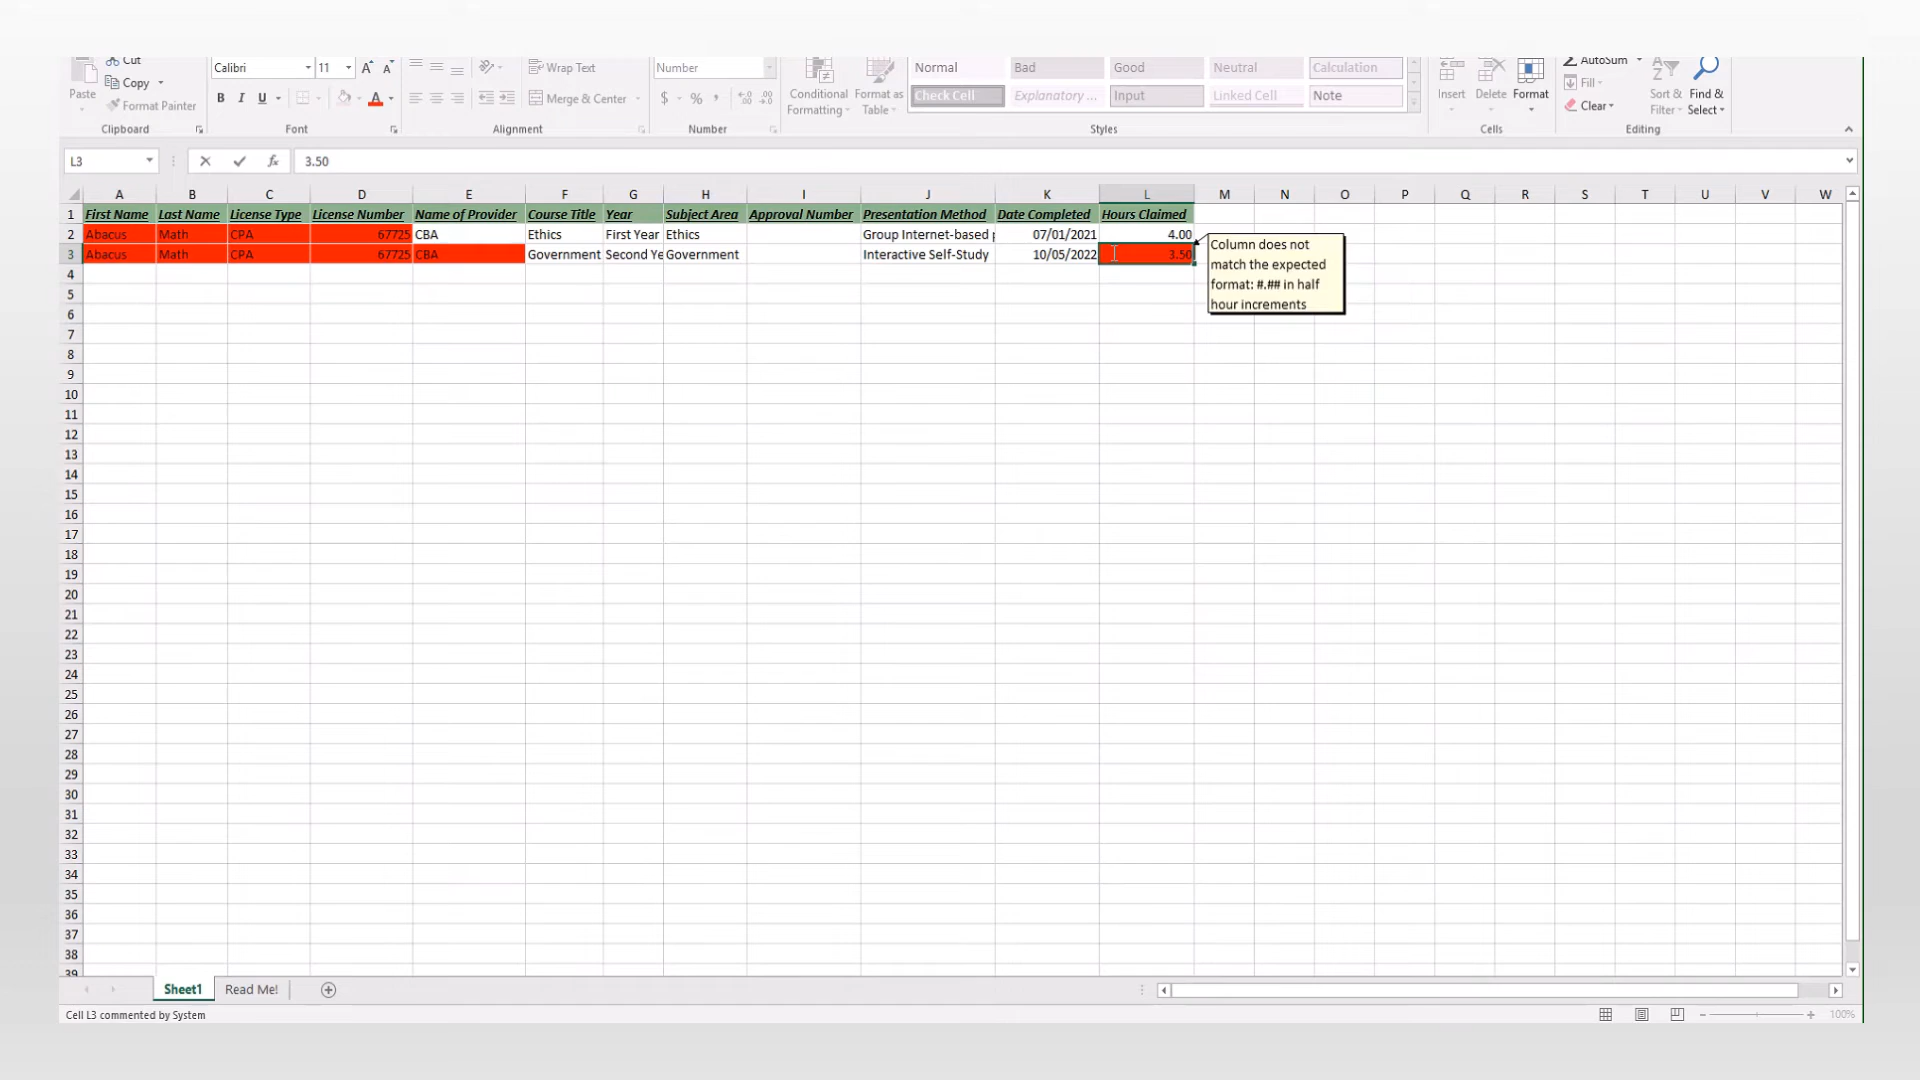 Cut
Copy
Format Painter
Paste
Clipboard
Calibri 11
B I U
Font
Wrap Text
Merge & Center
Alignment
Number
$ % ,
Number
Conditional Formatting
Format as Table
Normal Bad Good Neutral Calculation
Check Cell Explanatory ... Input Linked Cell Note
Styles
Insert Delete Format
Cells
AutoSum
Fill
Clear
Sort & Filter
Find & Select
Editing
L3 fx 3.50
A B C D E F G H I J K L M N O P Q R S T U V W
1 First Name Last Name License Type License Number Name of Provider Course Title Year Subject Area Approval Number Presentation Method Date Completed Hours Claimed
2 Abacus Math CPA 67725 CBA Ethics First Year Ethics Group Internet-based 07/01/2021 4.00
3 Abacus Math CPA 67725 CBA Government Second Ye Government Interactive Self-Study 10/05/2022 3.50
Column does not
match the expected
format: #.## in half
hour increments
4
5
6
7
8
9
10
11
12
13
14
15
16
17
18
19
20
21
22
23
24
25
26
27
28
29
30
31
32
33
34
35
36
37
38
39
Sheet1 Read Me!
Cell L3 commented by System
100%